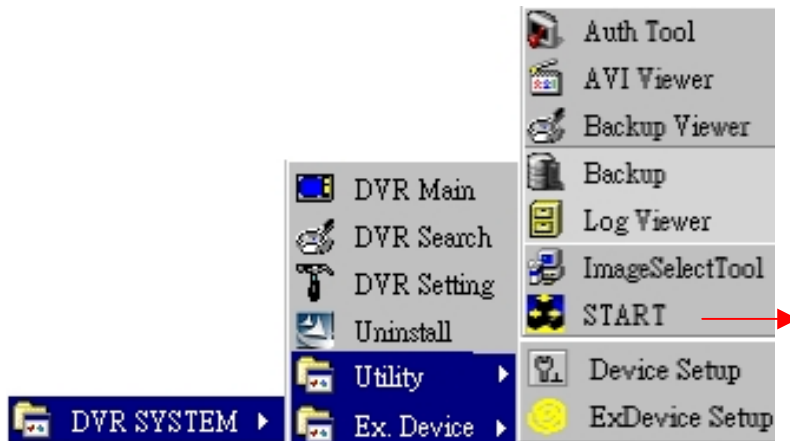 DVR SYSTEM
DVR Main
DVR Search
DVR Setting
Uninstall
Utility
Ex. Device
Auth Tool
AVI Viewer
Backup Viewer
Backup
Log Viewer
ImageSelectTool
START
Device Setup
ExDevice Setup